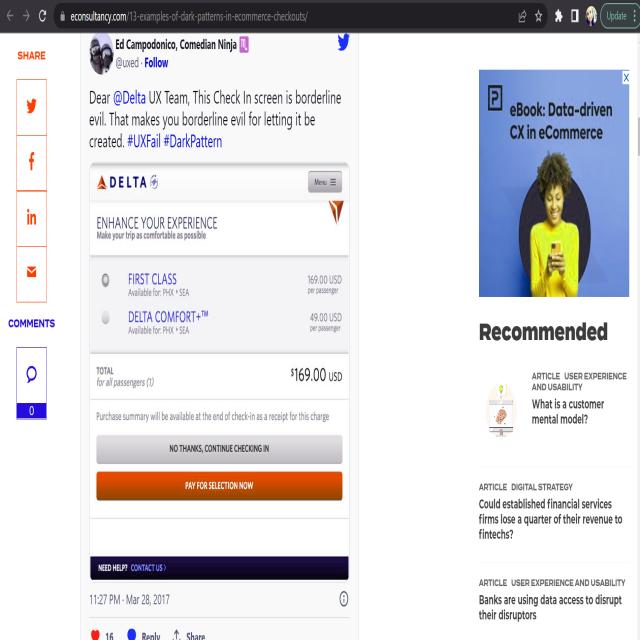 econsultancy.com/13-examples-of-dark-patterns-in-ecommerce-checkouts/
Update
SHARE
COMMENTS
0
Ed Campodonico, Comedian Ninja
@uxed · Follow
Dear @Delta UX Team, This Check In screen is borderline
evil. That makes you borderline evil for letting it be
created. #UXFail #DarkPattern
DELTA
Menu
ENHANCE YOUR EXPERIENCE
Make your trip as comfortable as possible
FIRST CLASS
169.00 USD
Available for: PHX • SEA
per passenger
DELTA COMFORT+™
49.00 USD
Available for: PHX • SEA
per passenger
TOTAL
for all passengers (1)
$169.00 USD
Purchase summary will be available at the end of check-in as a receipt for this charge
NO THANKS, CONTINUE CHECKING IN
PAY FOR SELECTION NOW
NEED HELP? CONTACT US >
11:27 PM · Mar 28, 2017
16 Reply Share
eBook: Data-driven
CX in eCommerce
Recommended
ARTICLE USER EXPERIENCE
AND USABILITY
What is a customer
mental model?
ARTICLE DIGITAL STRATEGY
Could established financial services
firms lose a quarter of their revenue to
fintechs?
ARTICLE USER EXPERIENCE AND USABILITY
Banks are using data access to disrupt
their disruptors